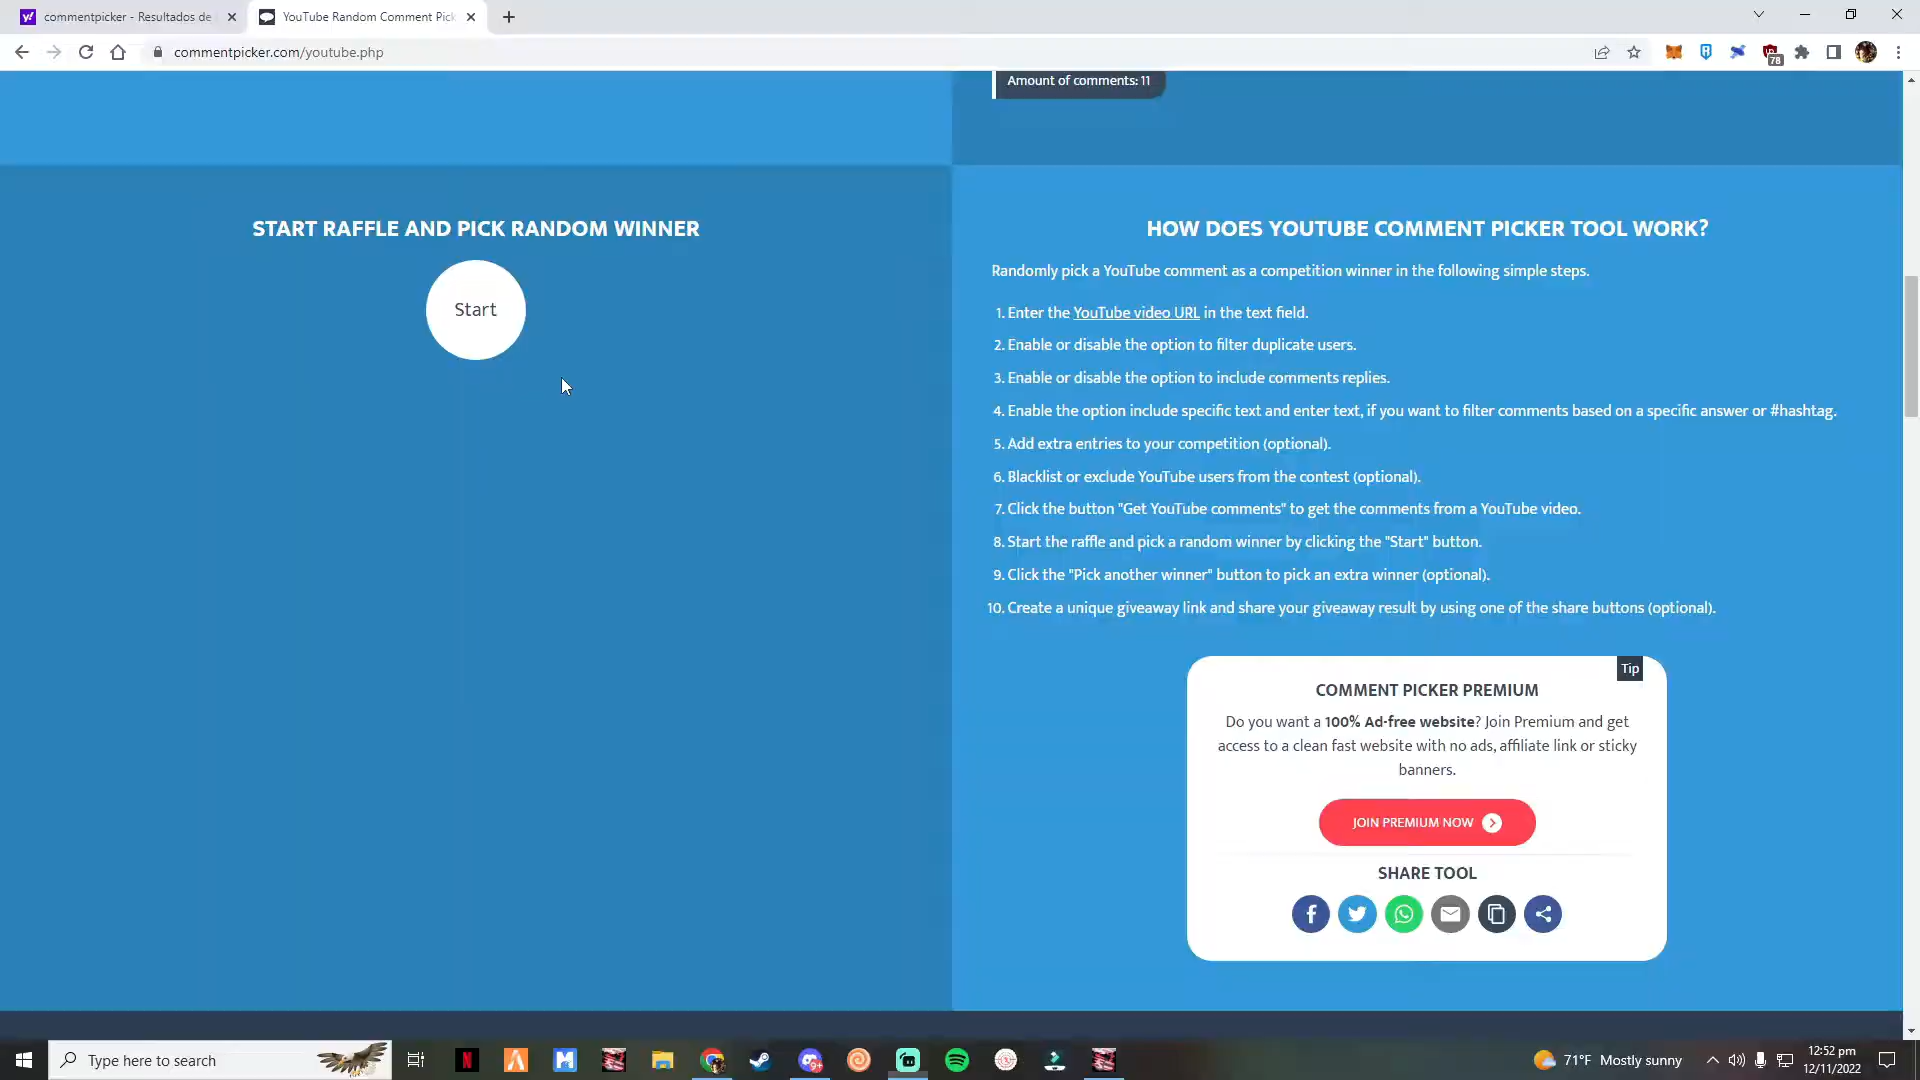 commentpicker - Resultados de
YouTube Random Comment Pick
commentpicker.com/youtube.php
78
Amount of comments: 11
START RAFFLE AND PICK RANDOM WINNER
Start
HOW DOES YOUTUBE COMMENT PICKER TOOL WORK?
Randomly pick a YouTube comment as a competition winner in the following simple steps.
1. Enter the YouTube video URL in the text field.
2. Enable or disable the option to filter duplicate users.
3. Enable or disable the option to include comments replies.
4. Enable the option include specific text and enter text, if you want to filter comments based on a specific answer or #hashtag.
5. Add extra entries to your competition (optional).
6. Blacklist or exclude YouTube users from the contest (optional).
7. Click the button "Get YouTube comments" to get the comments from a YouTube video.
8. Start the raffle and pick a random winner by clicking the "Start" button.
9. Click the "Pick another winner" button to pick an extra winner (optional).
10. Create a unique giveaway link and share your giveaway result by using one of the share buttons (optional).
Tip
COMMENT PICKER PREMIUM
Do you want a 100% Ad-free website? Join Premium and get
access to a clean fast website with no ads, affiliate link or sticky
banners.
JOIN PREMIUM NOW
SHARE TOOL
Type here to search
71°F Mostly sunny
12:52 pm
12/11/2022